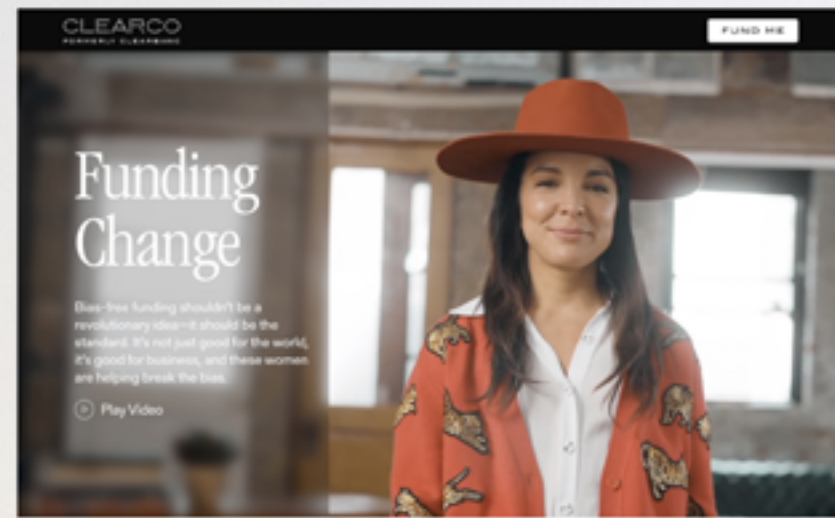 CLEARCO
FORMERLY CLEARBANC
FUND ME
Funding
Change
Bias-free funding shouldn't be a
revolutionary idea—it should be the
standard. It's not just good for the world,
it's good for business, and these women
are helping break the bias.
Play Video